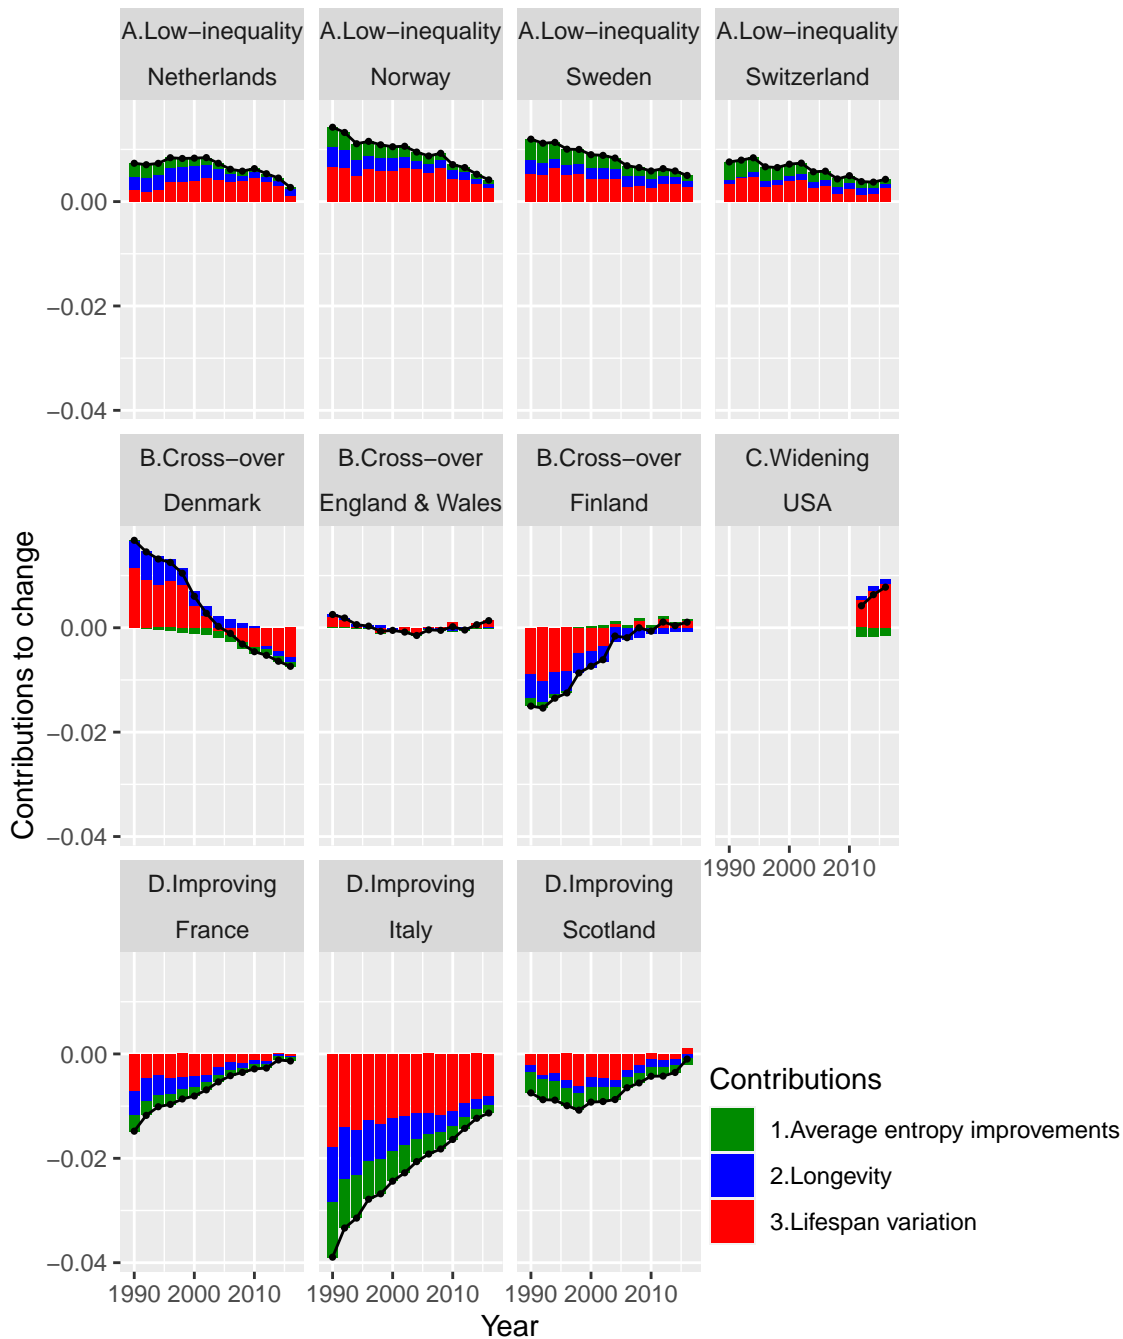 A.Low−inequality
Netherlands
A.Low−inequality
Norway
A.Low−inequality
Sweden
A.Low−inequality
Switzerland
0.00
−0.02
−0.04
B.Cross−over
Denmark
B.Cross−over
England & Wales
B.Cross−over
Finland
C.Widening
USA
0.00
−0.02
−0.04
1990 2000 2010
D.Improving
France
D.Improving
Italy
D.Improving
Scotland
0.00
−0.02
−0.04
1990 2000 2010
1990 2000 2010
1990 2000 2010
Year
Contributions to change
Contributions
1.Average entropy improvements
2.Longevity
3.Lifespan variation